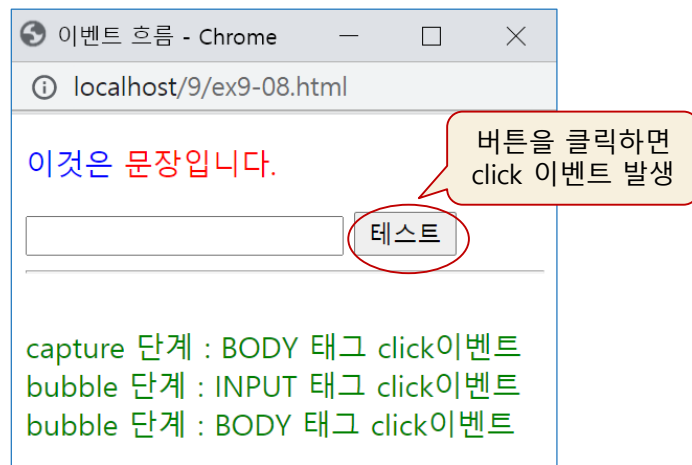 이벤트 흐름 - Chrome
localhost/9/ex9-08.html
이것은 문장입니다.
버튼을 클릭하면
click 이벤트 발생
테스트
capture 단계 : BODY 태그 click이벤트
bubble 단계 : INPUT 태그 click이벤트
bubble 단계 : BODY 태그 click이벤트